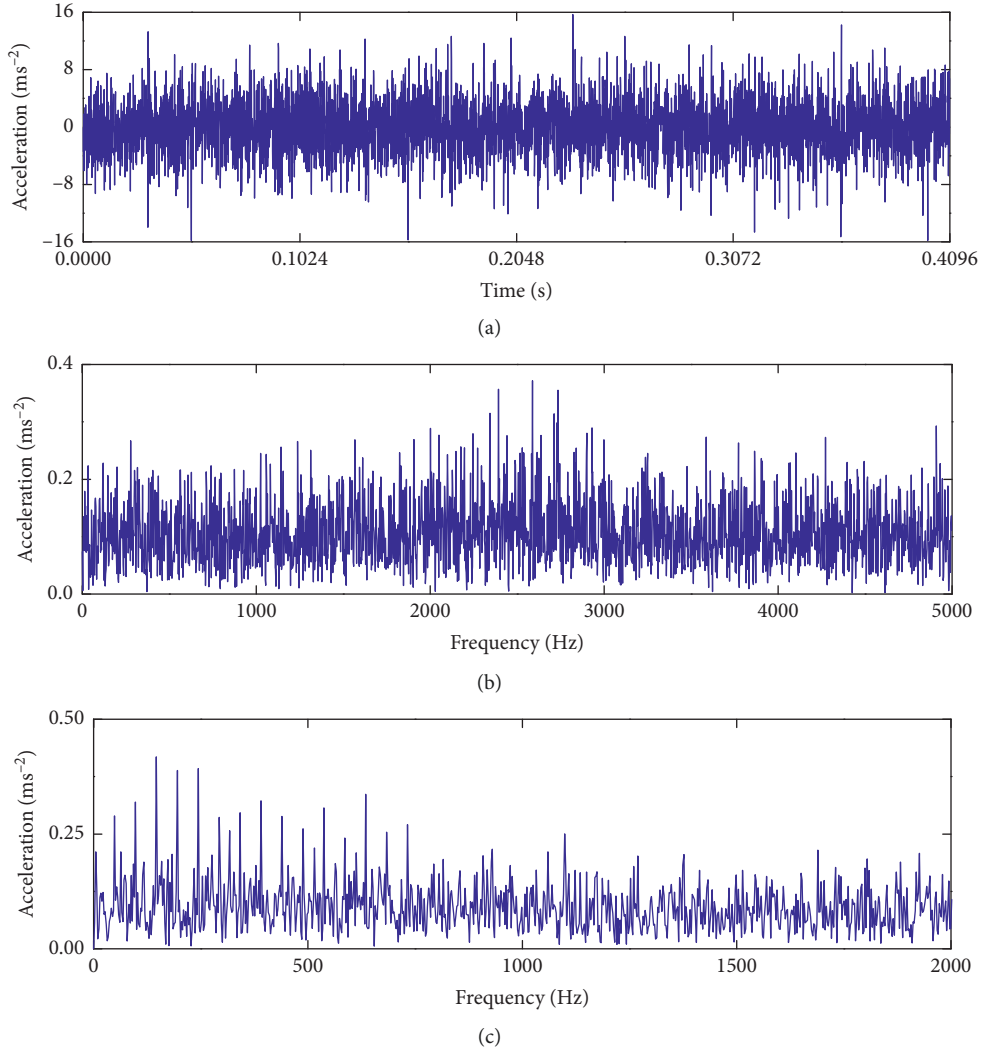 16
8
0
−8
−16
Acceleration (ms−2)
0.0000 0.1024 0.2048 0.3072 0.4096
Time (s)
(a)
0.4
0.2
0.0
Acceleration (ms−2)
0 1000 2000 3000 4000 5000
Frequency (Hz)
(b)
0.50
0.25
0.00
Acceleration (ms−2)
0 500 1000 1500 2000
Frequency (Hz)
(c)